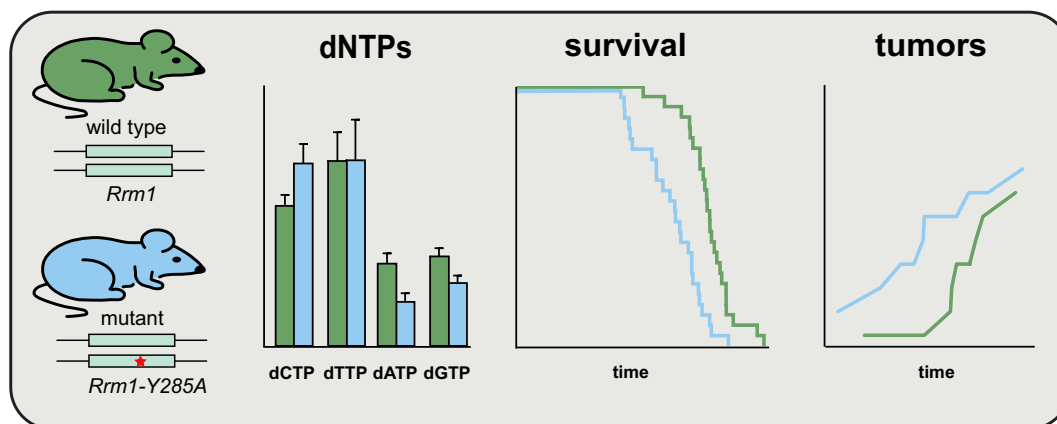 wild type
Rrm1
mutant
Rrm1-Y285A
dNTPs
dCTP dTTP dATP dGTP
survival
time
tumors
time